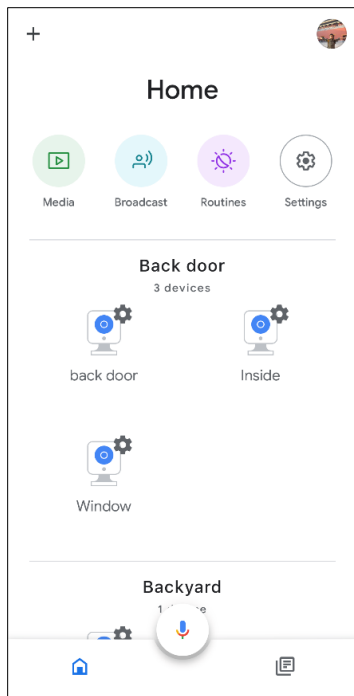 Home
Media Broadcast Routines Settings
Back door
3 devices
back door Inside
Window
Backyard